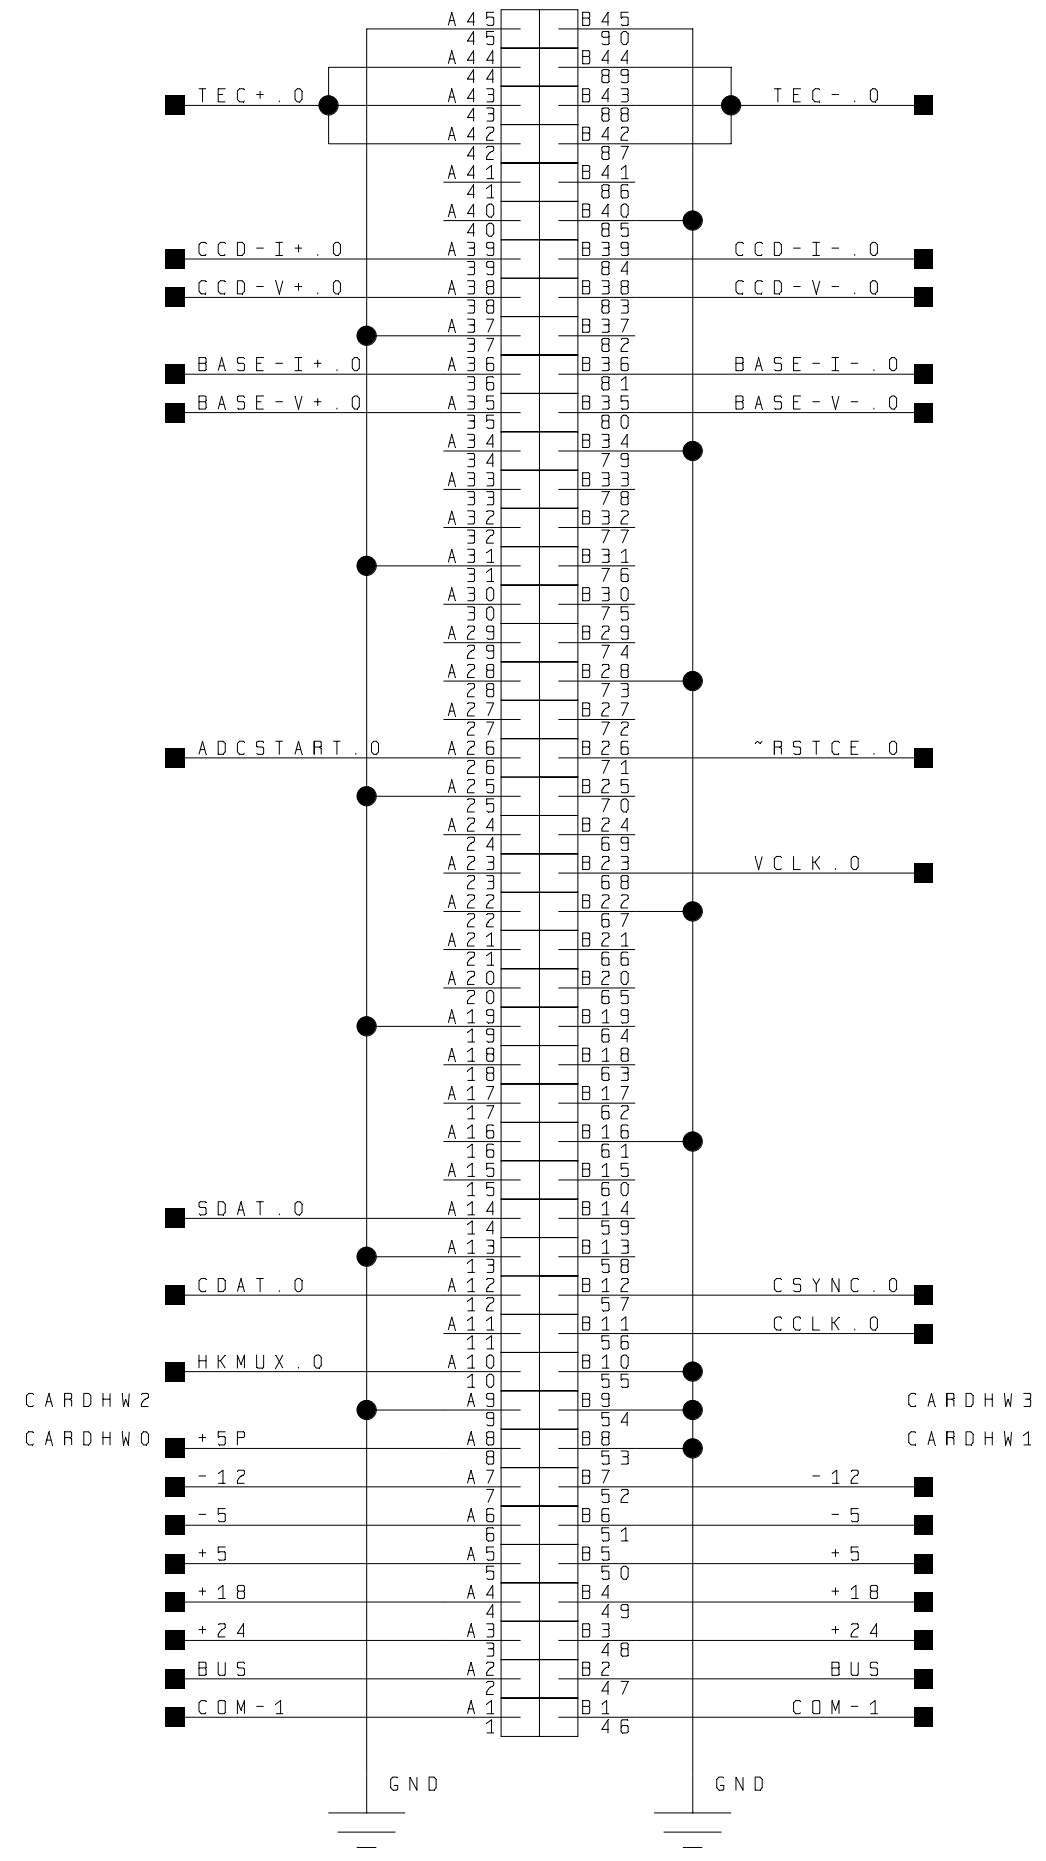 A45 B45
45 90
A44 B44
44 89
TEC+.0 A43 B43 TEC-.0
43 88
A42 B42
42 87
A41 B41
41 86
A40 B40
40 85
CCD-I+.0 A39 B39 CCD-I-.0
39 84
CCD-V+.0 A38 B38 CCD-V-.0
38 83
A37 B37
37 82
BASE-I+.0 A36 B36 BASE-I-.0
36 81
BASE-V+.0 A35 B35 BASE-V-.0
35 80
A34 B34
34 79
A33 B33
33 78
A32 B32
32 77
A31 B31
31 76
A30 B30
30 75
A29 B29
29 74
A28 B28
28 73
A27 B27
27 72
ADCSTART.0 A26 B26 ~RSTCE.0
26 71
A25 B25
25 70
A24 B24
24 69
A23 B23 VCLK.0
23 68
A22 B22
22 67
A21 B21
21 66
A20 B20
20 65
A19 B19
19 64
A18 B18
18 63
A17 B17
17 62
A16 B16
16 61
A15 B15
15 60
SDAT.0 A14 B14
14 59
A13 B13
13 58
CDAT.0 A12 B12 CSYNC.0
12 57
A11 B11 CCLK.0
11 56
HKMUX.0 A10 B10
10 55
CARDHW2 A9 B9 CARDHW3
9 54
CARDHW0 +5P A8 B8 CARDHW1
8 53
-12 A7 B7 -12
7 52
-5 A6 B6 -5
6 51
+5 A5 B5 +5
5 50
+18 A4 B4 +18
4 49
+24 A3 B3 +24
3 48
BUS A2 B2 BUS
2 47
COM-1 A1 B1 COM-1
1 46
GND GND